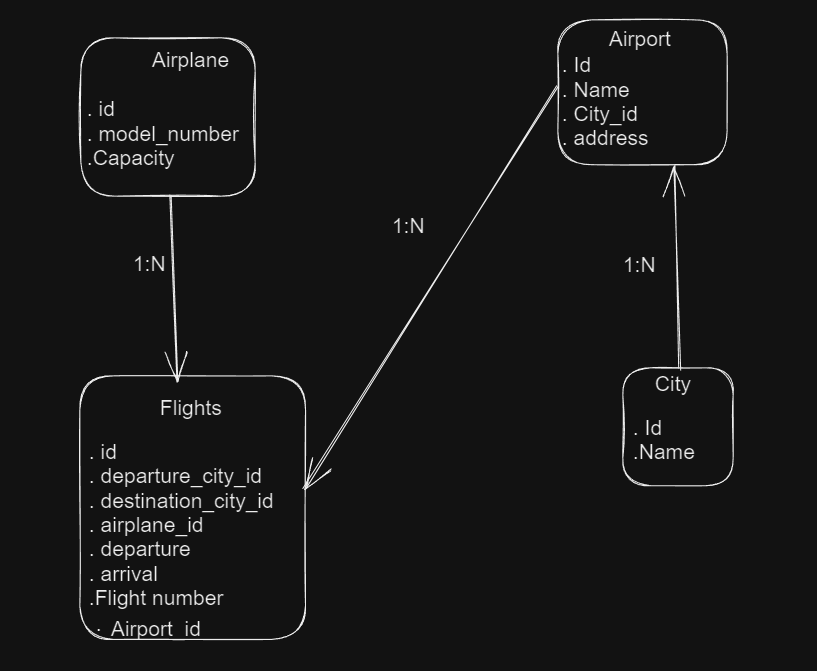 Airplane
. id
. model_number
.Capacity
1:N
Airport
. Id
. Name
. City_id
. address
1:N
1:N
City
. Id
.Name
Flights
. id
. departure_city_id
. destination_city_id
. airplane_id
. departure
. arrival
.Flight number
. Airport_id